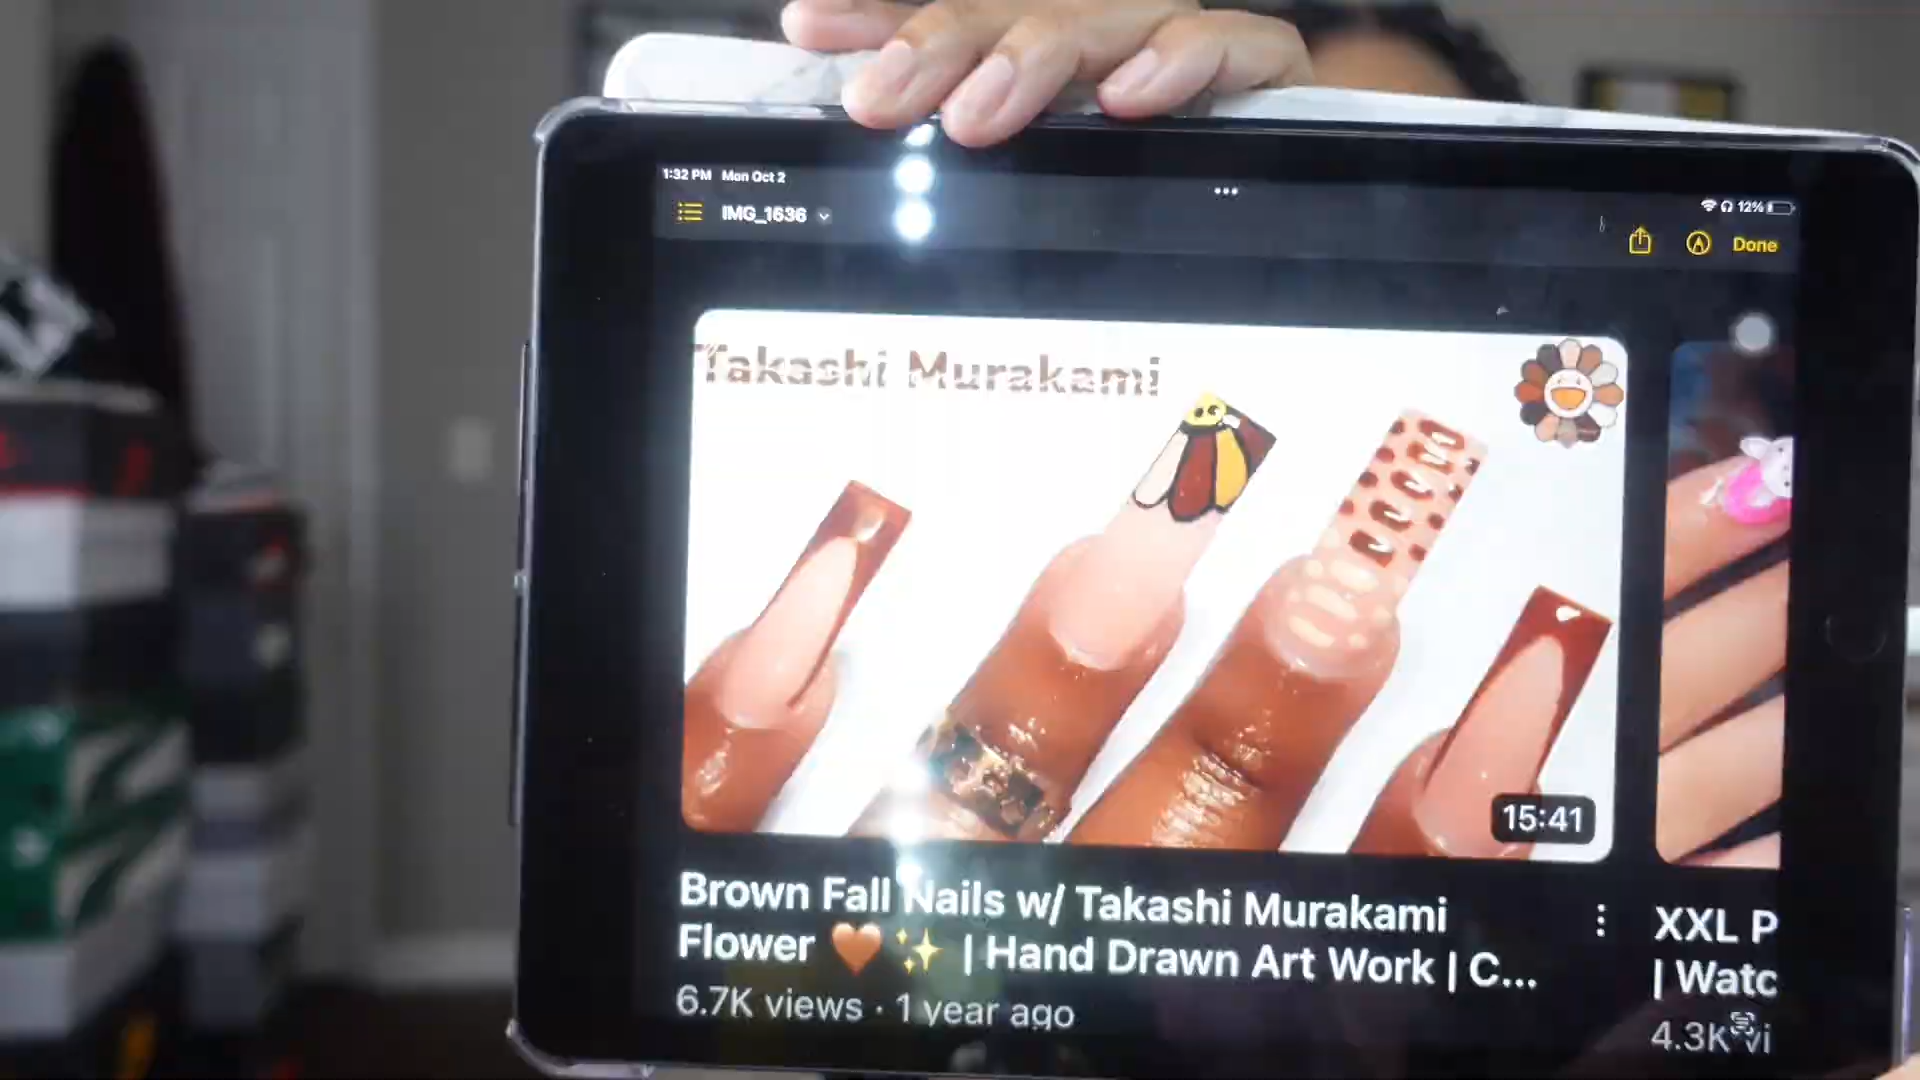 1:32 PM Mon Oct 2
12%
IMG_1636
Done
Takashi Murakami
15:41
Brown Fall Nails w/ Takashi Murakami
Flower 🤎 ✨ | Hand Drawn Art Work | C...
6.7K views · 1 year ago
XXL P
| Watc
4.3K vi